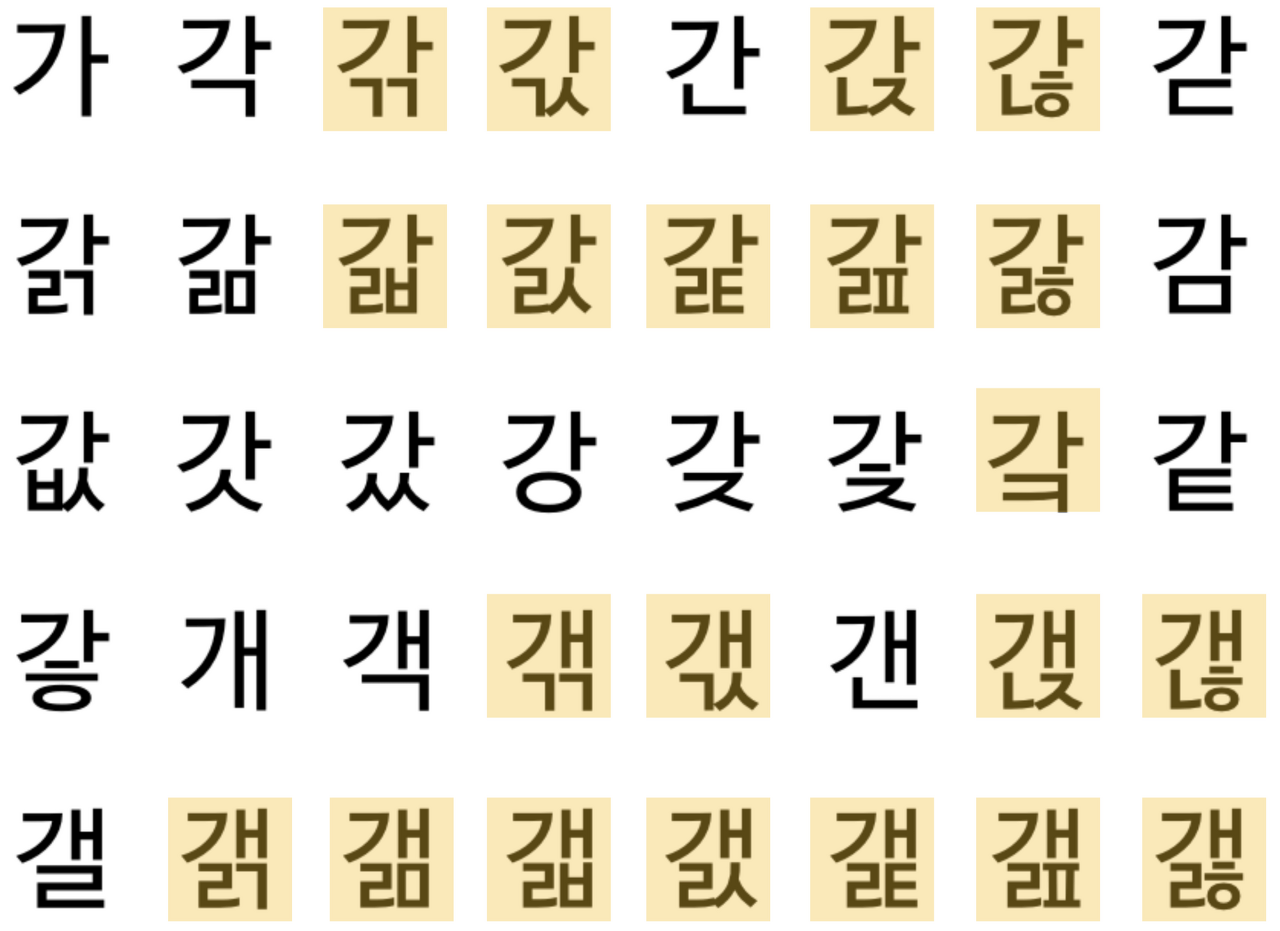 가 각 갂 갃 간 갅 갆 갇
갉 갊 갋 갌 갍 갎 갏 감
값 갓 갔 강 갖 갗 갘 같
갛 개 객 갞 갟 갠 갡 갢
갤 갥 갦 갧 갨 갩 갪 갫